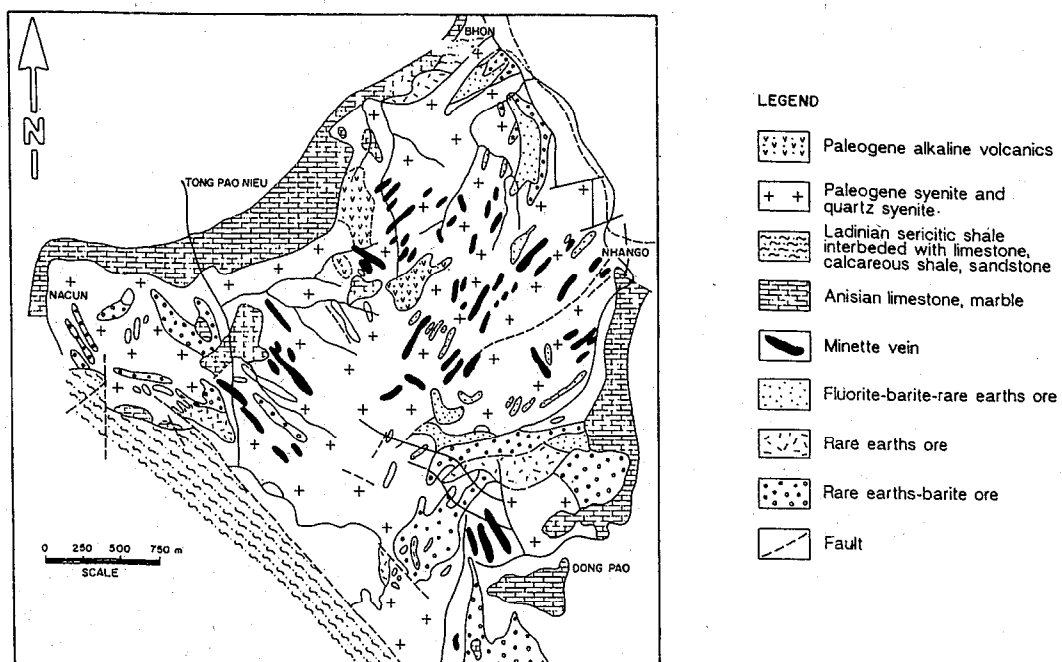 BHON
N
TONG PAO NIEU
NHANGO
NACUN
DONG PAO
0 250 500 750 m
SCALE
LEGEND
Paleogene alkaline volcanics
Paleogene syenite and
quartz syenite.
Ladinian sericitic shale
interbeded with limestone,
calcareous shale, sandstone
Anisian limestone, marble
Minette vein
Fluorite-barite-rare earths ore
Rare earths ore
Rare earths-barite ore
Fault